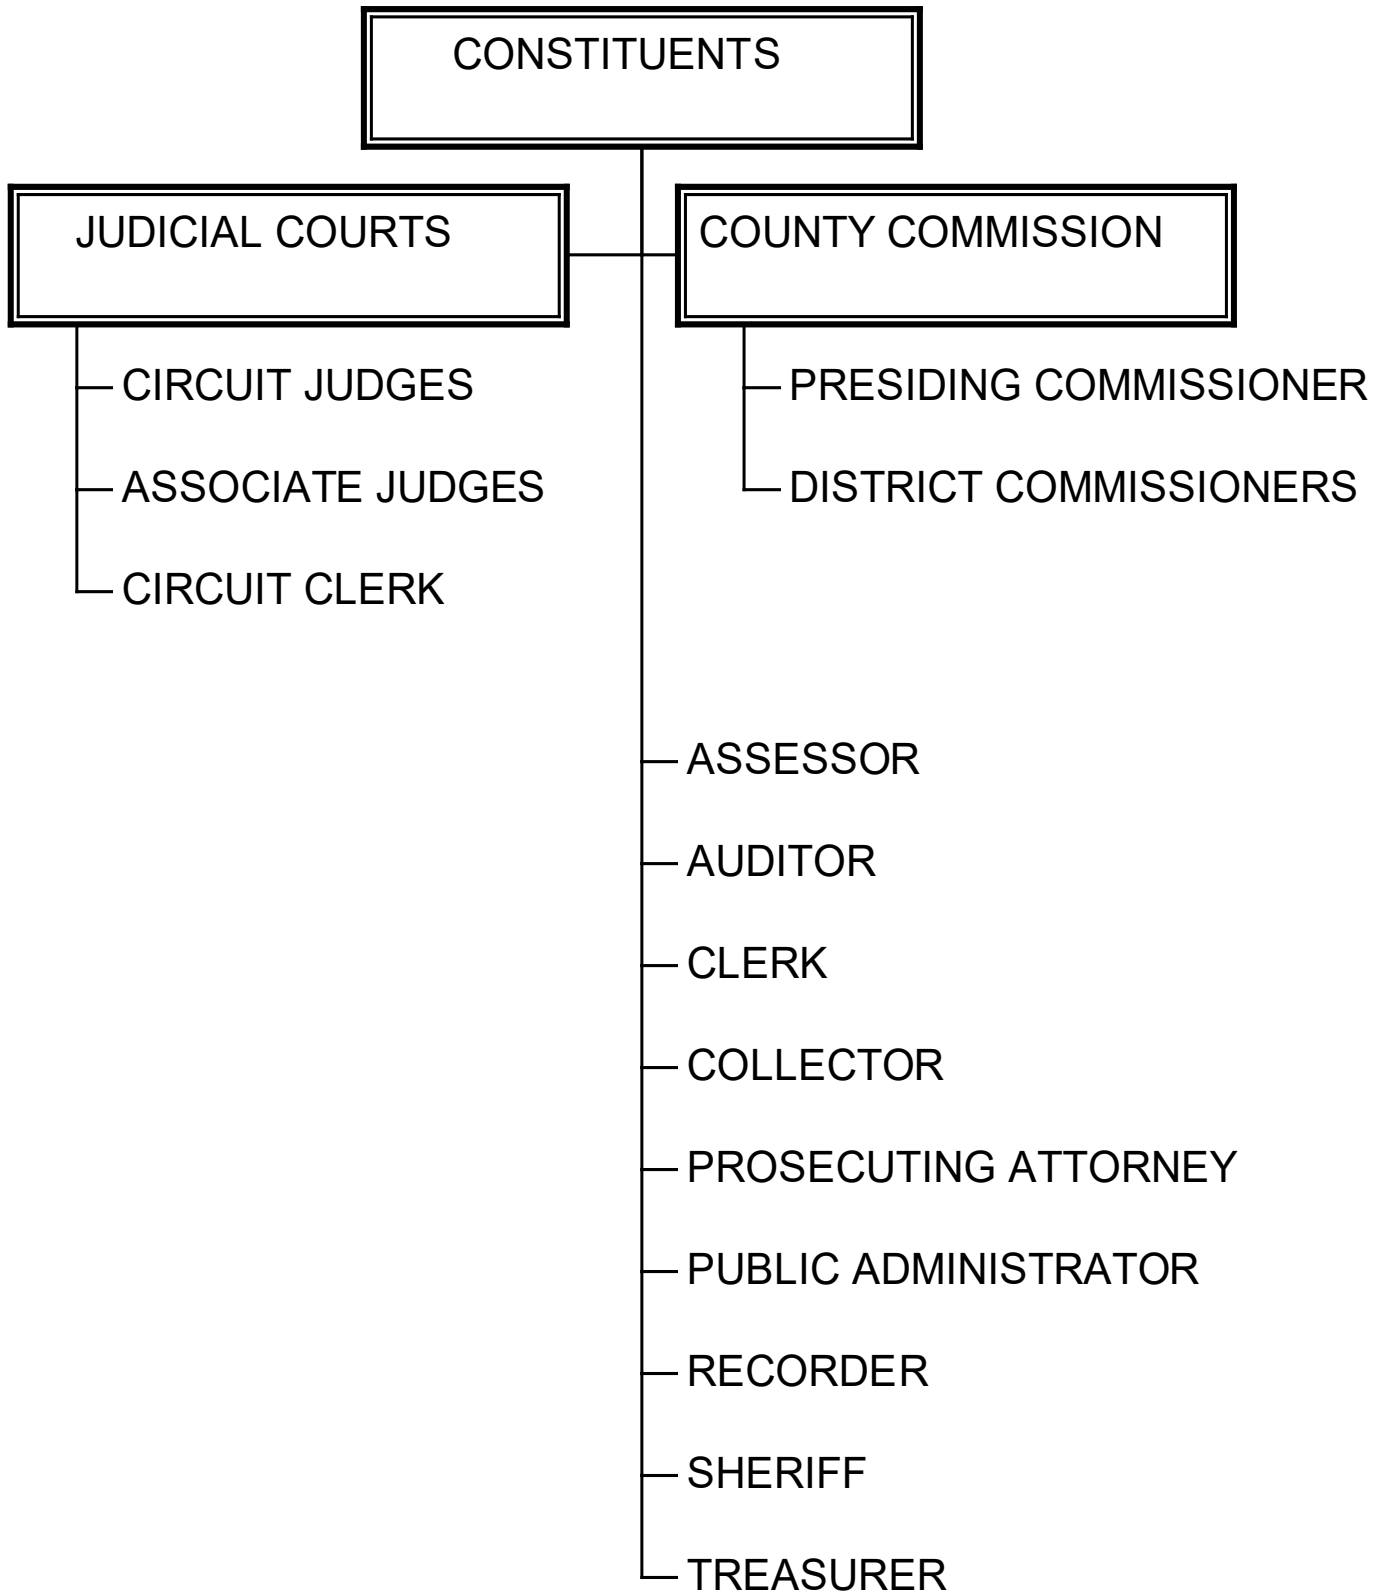 CONSTITUENTS
JUDICIAL COURTS
COUNTY COMMISSION
CIRCUIT JUDGES
ASSOCIATE JUDGES
CIRCUIT CLERK
PRESIDING COMMISSIONER
DISTRICT COMMISSIONERS
ASSESSOR
AUDITOR
CLERK
COLLECTOR
PROSECUTING ATTORNEY
PUBLIC ADMINISTRATOR
RECORDER
SHERIFF
TREASURER